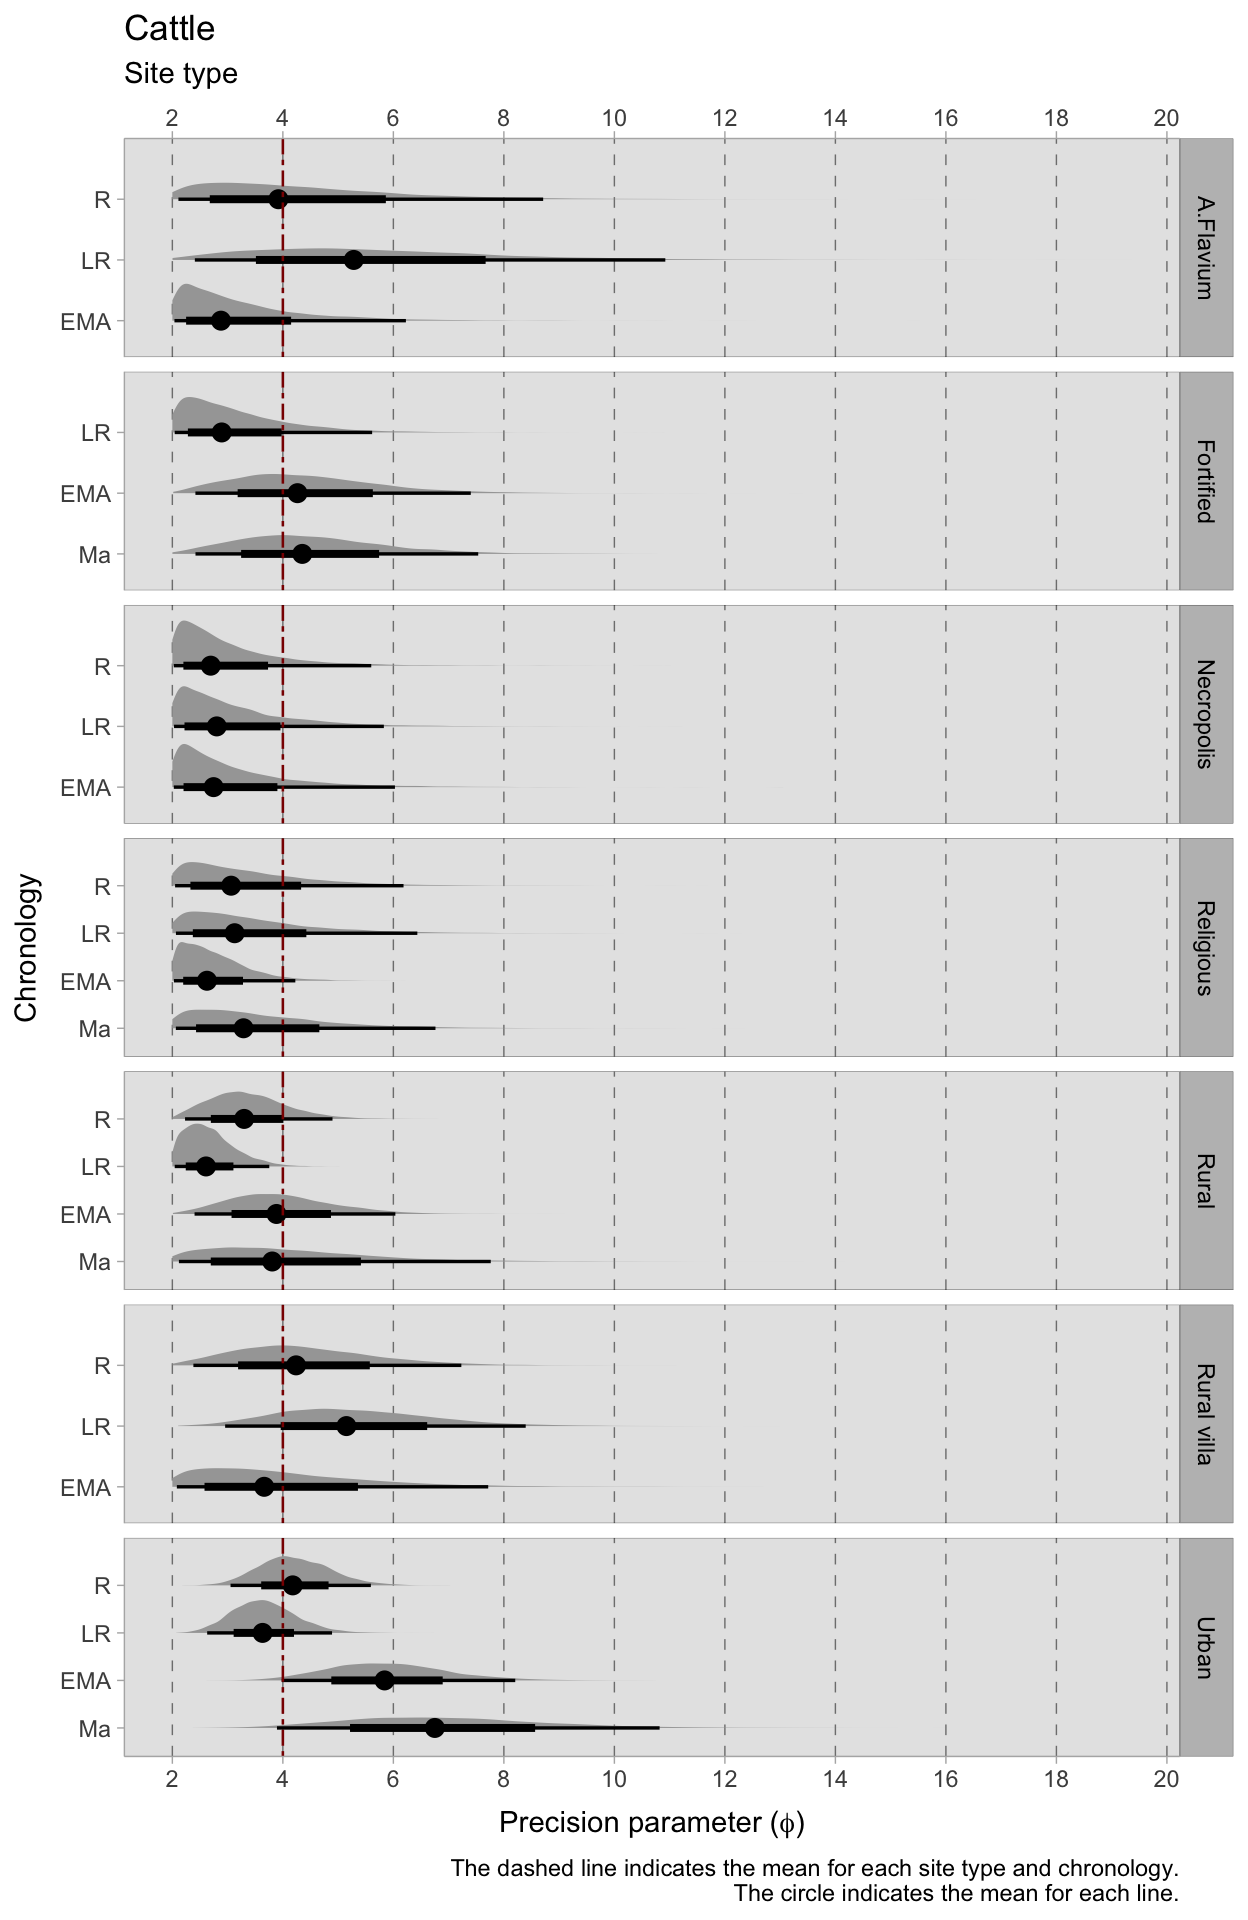 Cattle
Site type
2 4 6 8 10 12 14 16 18 20
R
LR
EMA
A.Flavium
LR
EMA
Ma
Fortified
R
LR
EMA
Necropolis
R
LR
EMA
Ma
Religious
R
LR
EMA
Ma
Rural
R
LR
EMA
Rural villa
R
LR
EMA
Ma
Urban
Chronology
2 4 6 8 10 12 14 16 18 20
Precision parameter (ϕ)
The dashed line indicates the mean for each site type and chronology.
The circle indicates the mean for each line.